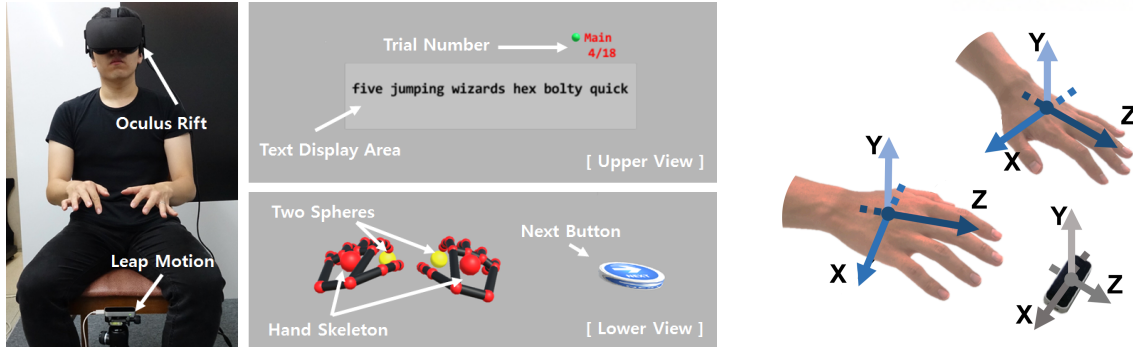 Oculus Rift
Leap Motion
Trial Number
Main
4/18
five jumping wizards hex bolty quick
Text Display Area
[ Upper View ]
Two Spheres
Next Button
NEXT
Hand Skeleton
[ Lower View ]
Y
Z
X
Y
Z
X
Y
Z
X